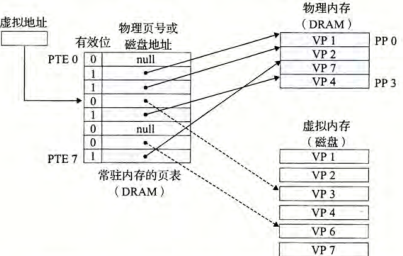 虚拟地址
物理页号或
有效位 磁盘地址
PTE 0 0 null
1
1
0
1
0 null
0
PTE 7 1
常驻内存的页表
(DRAM)
物理内存
(DRAM)
VP 1 PP 0
VP 2
VP 7
VP 4 PP 3
虚拟内存
(磁盘)
VP 1
VP 2
VP 3
VP 4
VP 6
VP 7